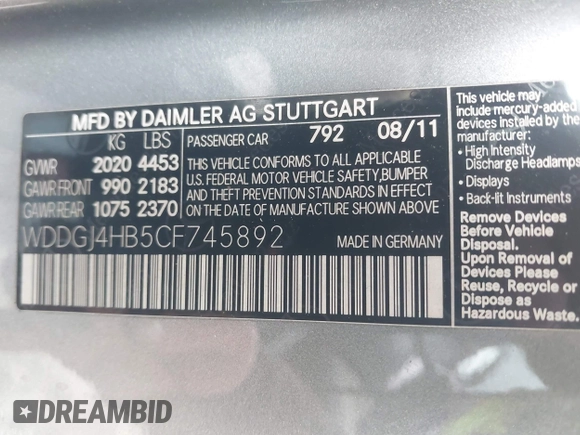 MFD BY DAIMLER AG STUTTGART
KG LBS
GVWR 2020 4453
GAWR FRONT 990 2183
GAWR REAR 1075 2370
PASSENGER CAR 792 08/11
THIS VEHICLE CONFORMS TO ALL APPLICABLE
U.S. FEDERAL MOTOR VEHICLE SAFETY,BUMPER
AND THEFT PREVENTION STANDARDS IN EFFECT
ON THE DATE OF MANUFACTURE SHOWN ABOVE
WDDGJ4HB5CF745892
MADE IN GERMANY
This vehicle may
include mercury-added
devices installed by the
manufacturer:
• High Intensity
Discharge Headlamps
• Displays
• Back-lit Instruments
Remove Devices
Before Vehicle
Disposal.
Upon Removal of
Devices Please
Reuse, Recycle or
Dispose as
Hazardous Waste.
DREAMBID